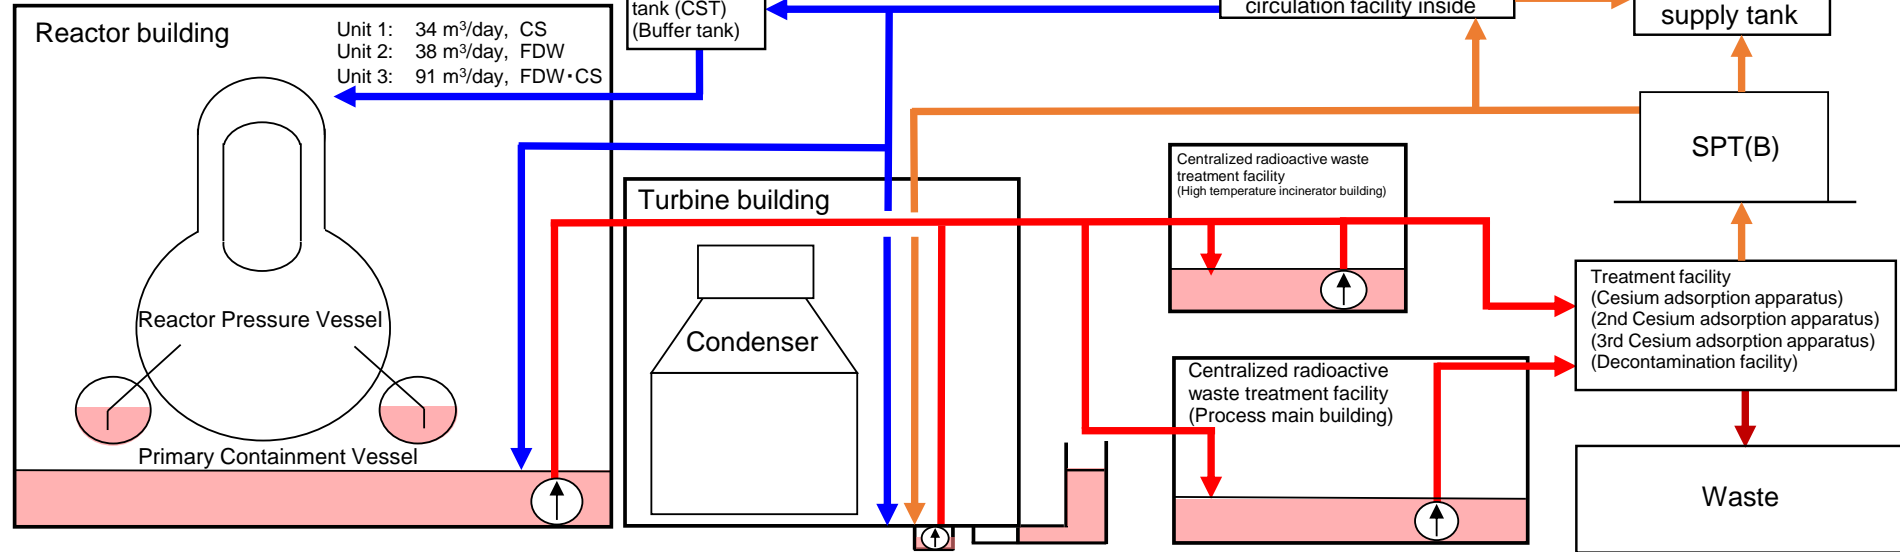 tank (CST)
(Buffer tank)
circulation facility inside
supply tank
Reactor building
Unit 1: 34 m³/day, CS
Unit 2: 38 m³/day, FDW
Unit 3: 91 m³/day, FDW・CS
SPT(B)
Centralized radioactive waste
treatment facility
(High temperature incinerator building)
Turbine building
Treatment facility
(Cesium adsorption apparatus)
(2nd Cesium adsorption apparatus)
(3rd Cesium adsorption apparatus)
(Decontamination facility)
Reactor Pressure Vessel
Condenser
Centralized radioactive
waste treatment facility
(Process main building)
Primary Containment Vessel
Waste